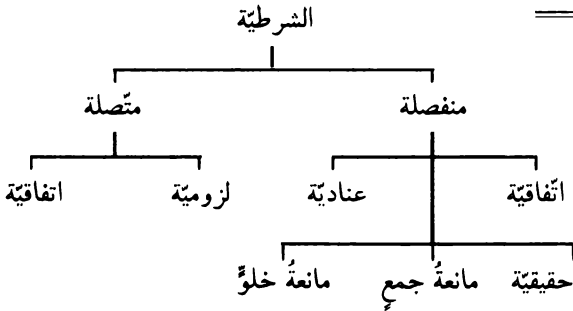 الشرطيّة
منفصلة متّصلة
اتّفاقيّة عناديّة لزوميّة اتفاقيّة
حقيقيّة مانعةُ جمعٍ مانعةُ خلوٍّ